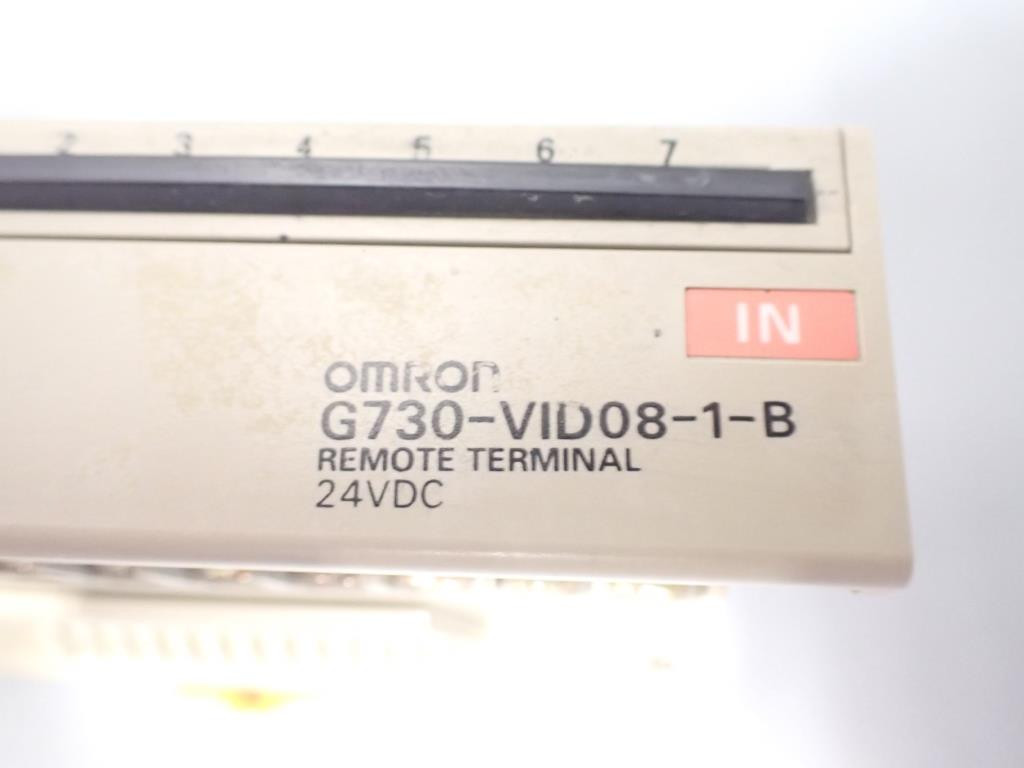 2 3 4 5 6 7
IN
OMRON
G730-VID08-1-B
REMOTE TERMINAL
24VDC